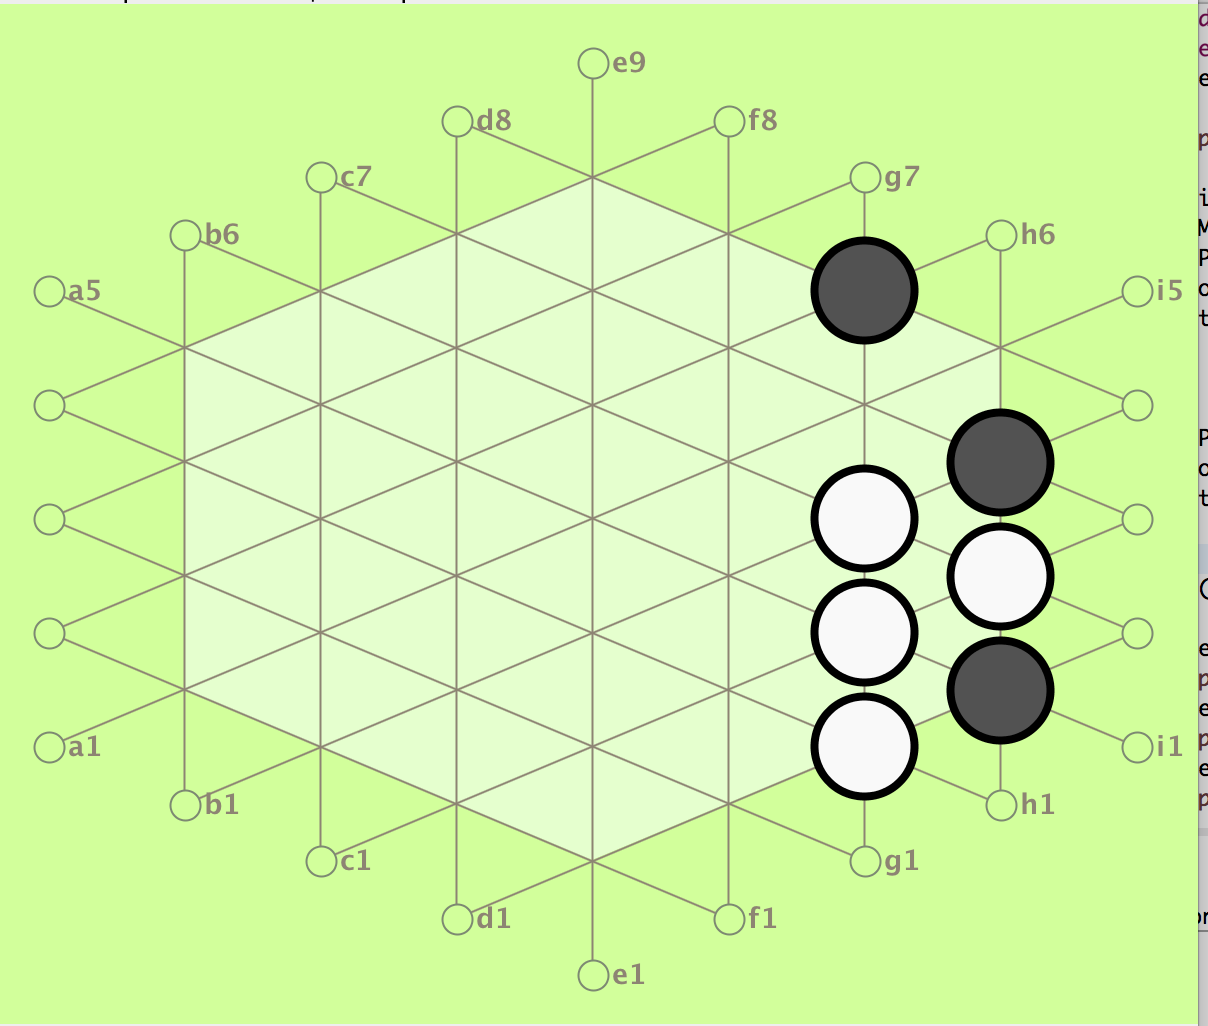 e9
d8 f8
c7 g7
b6 h6
a5 i5
a1 i1
b1 h1
c1 g1
d1 f1
e1